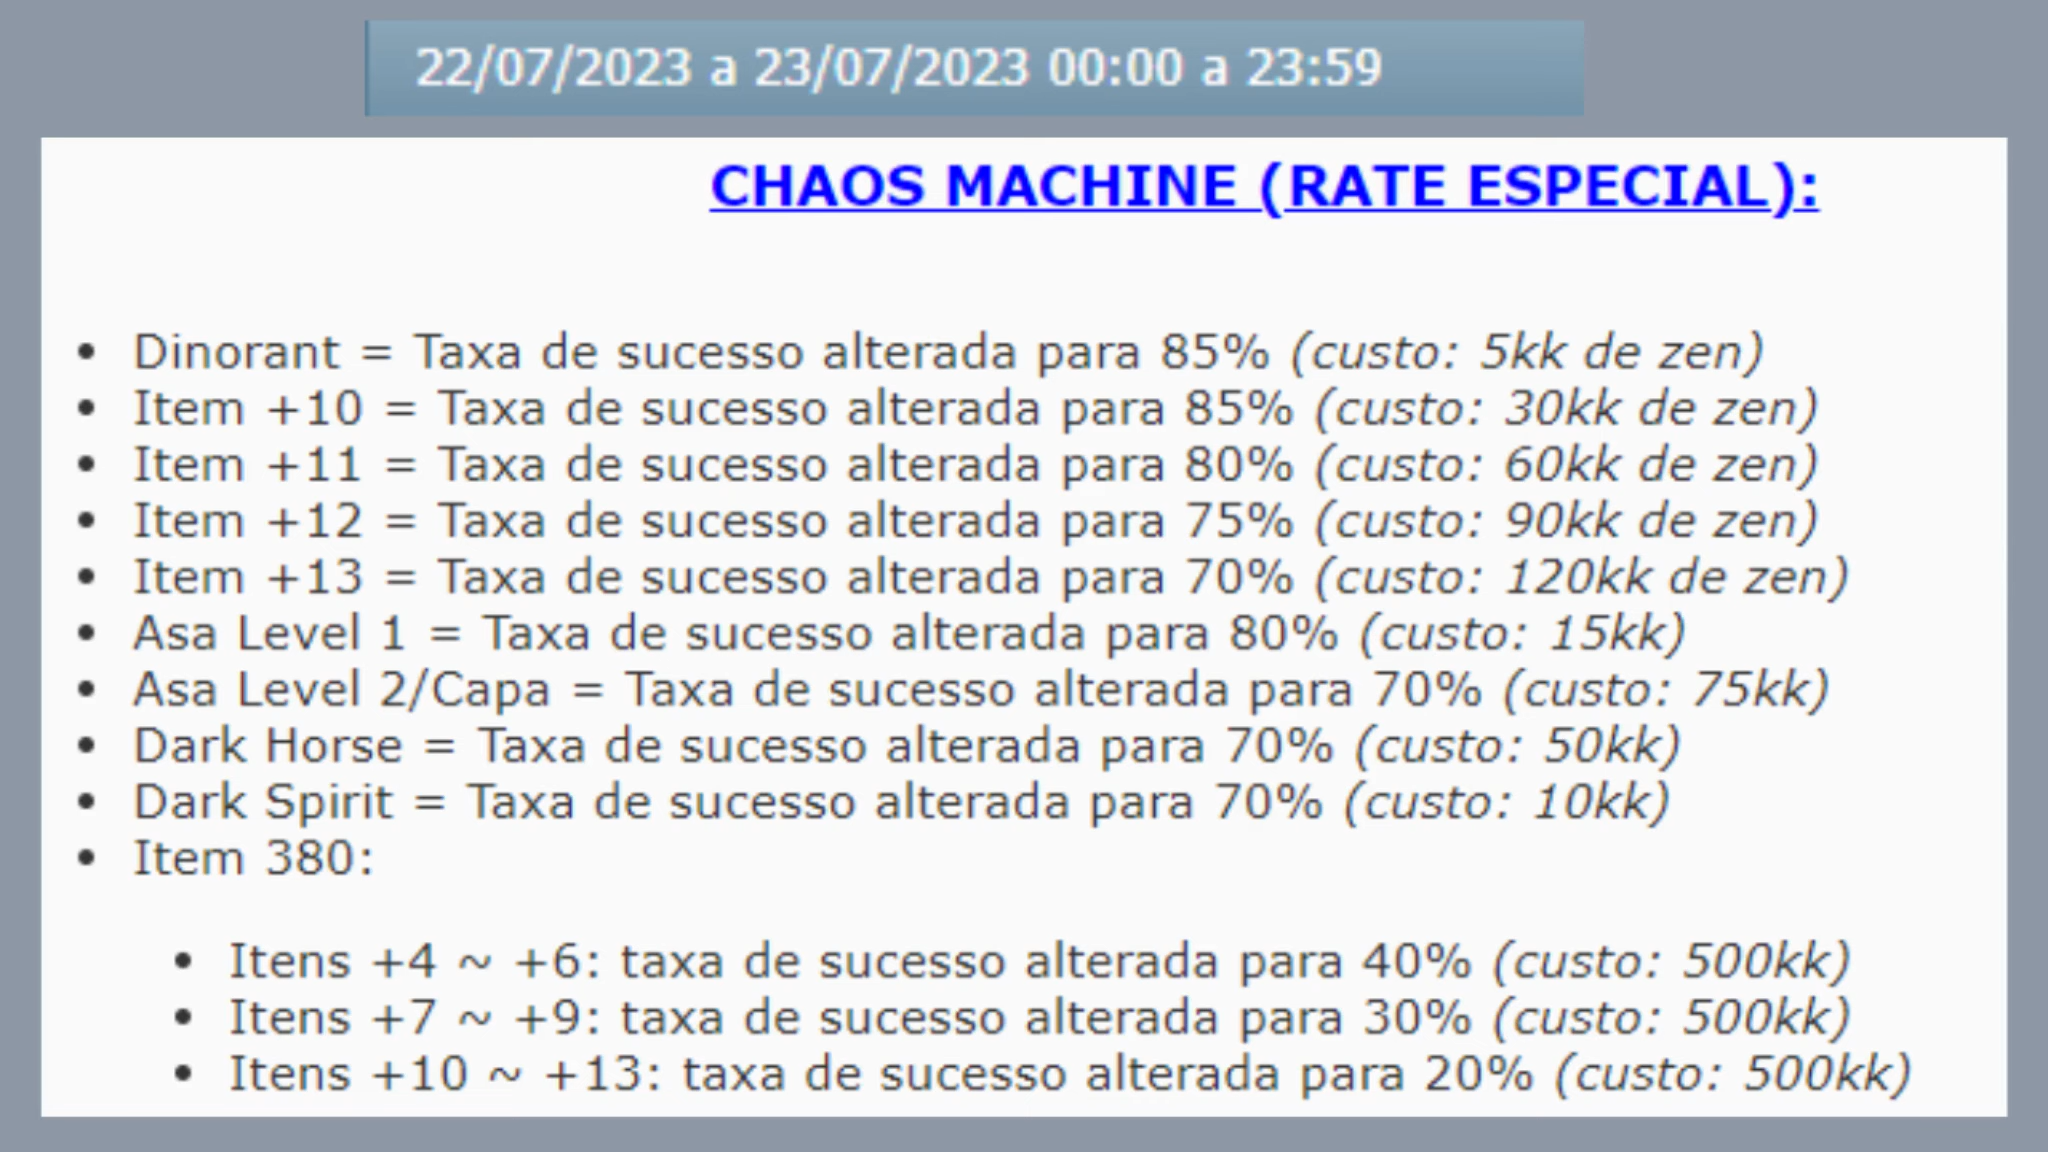 22/07/2023 a 23/07/2023 00:00 a 23:59
CHAOS MACHINE (RATE ESPECIAL):
• Dinorant = Taxa de sucesso alterada para 85% (custo: 5kk de zen)
• Item +10 = Taxa de sucesso alterada para 85% (custo: 30kk de zen)
• Item +11 = Taxa de sucesso alterada para 80% (custo: 60kk de zen)
• Item +12 = Taxa de sucesso alterada para 75% (custo: 90kk de zen)
• Item +13 = Taxa de sucesso alterada para 70% (custo: 120kk de zen)
• Asa Level 1 = Taxa de sucesso alterada para 80% (custo: 15kk)
• Asa Level 2/Capa = Taxa de sucesso alterada para 70% (custo: 75kk)
• Dark Horse = Taxa de sucesso alterada para 70% (custo: 50kk)
• Dark Spirit = Taxa de sucesso alterada para 70% (custo: 10kk)
• Item 380:
• Itens +4 ~ +6: taxa de sucesso alterada para 40% (custo: 500kk)
• Itens +7 ~ +9: taxa de sucesso alterada para 30% (custo: 500kk)
• Itens +10 ~ +13: taxa de sucesso alterada para 20% (custo: 500kk)